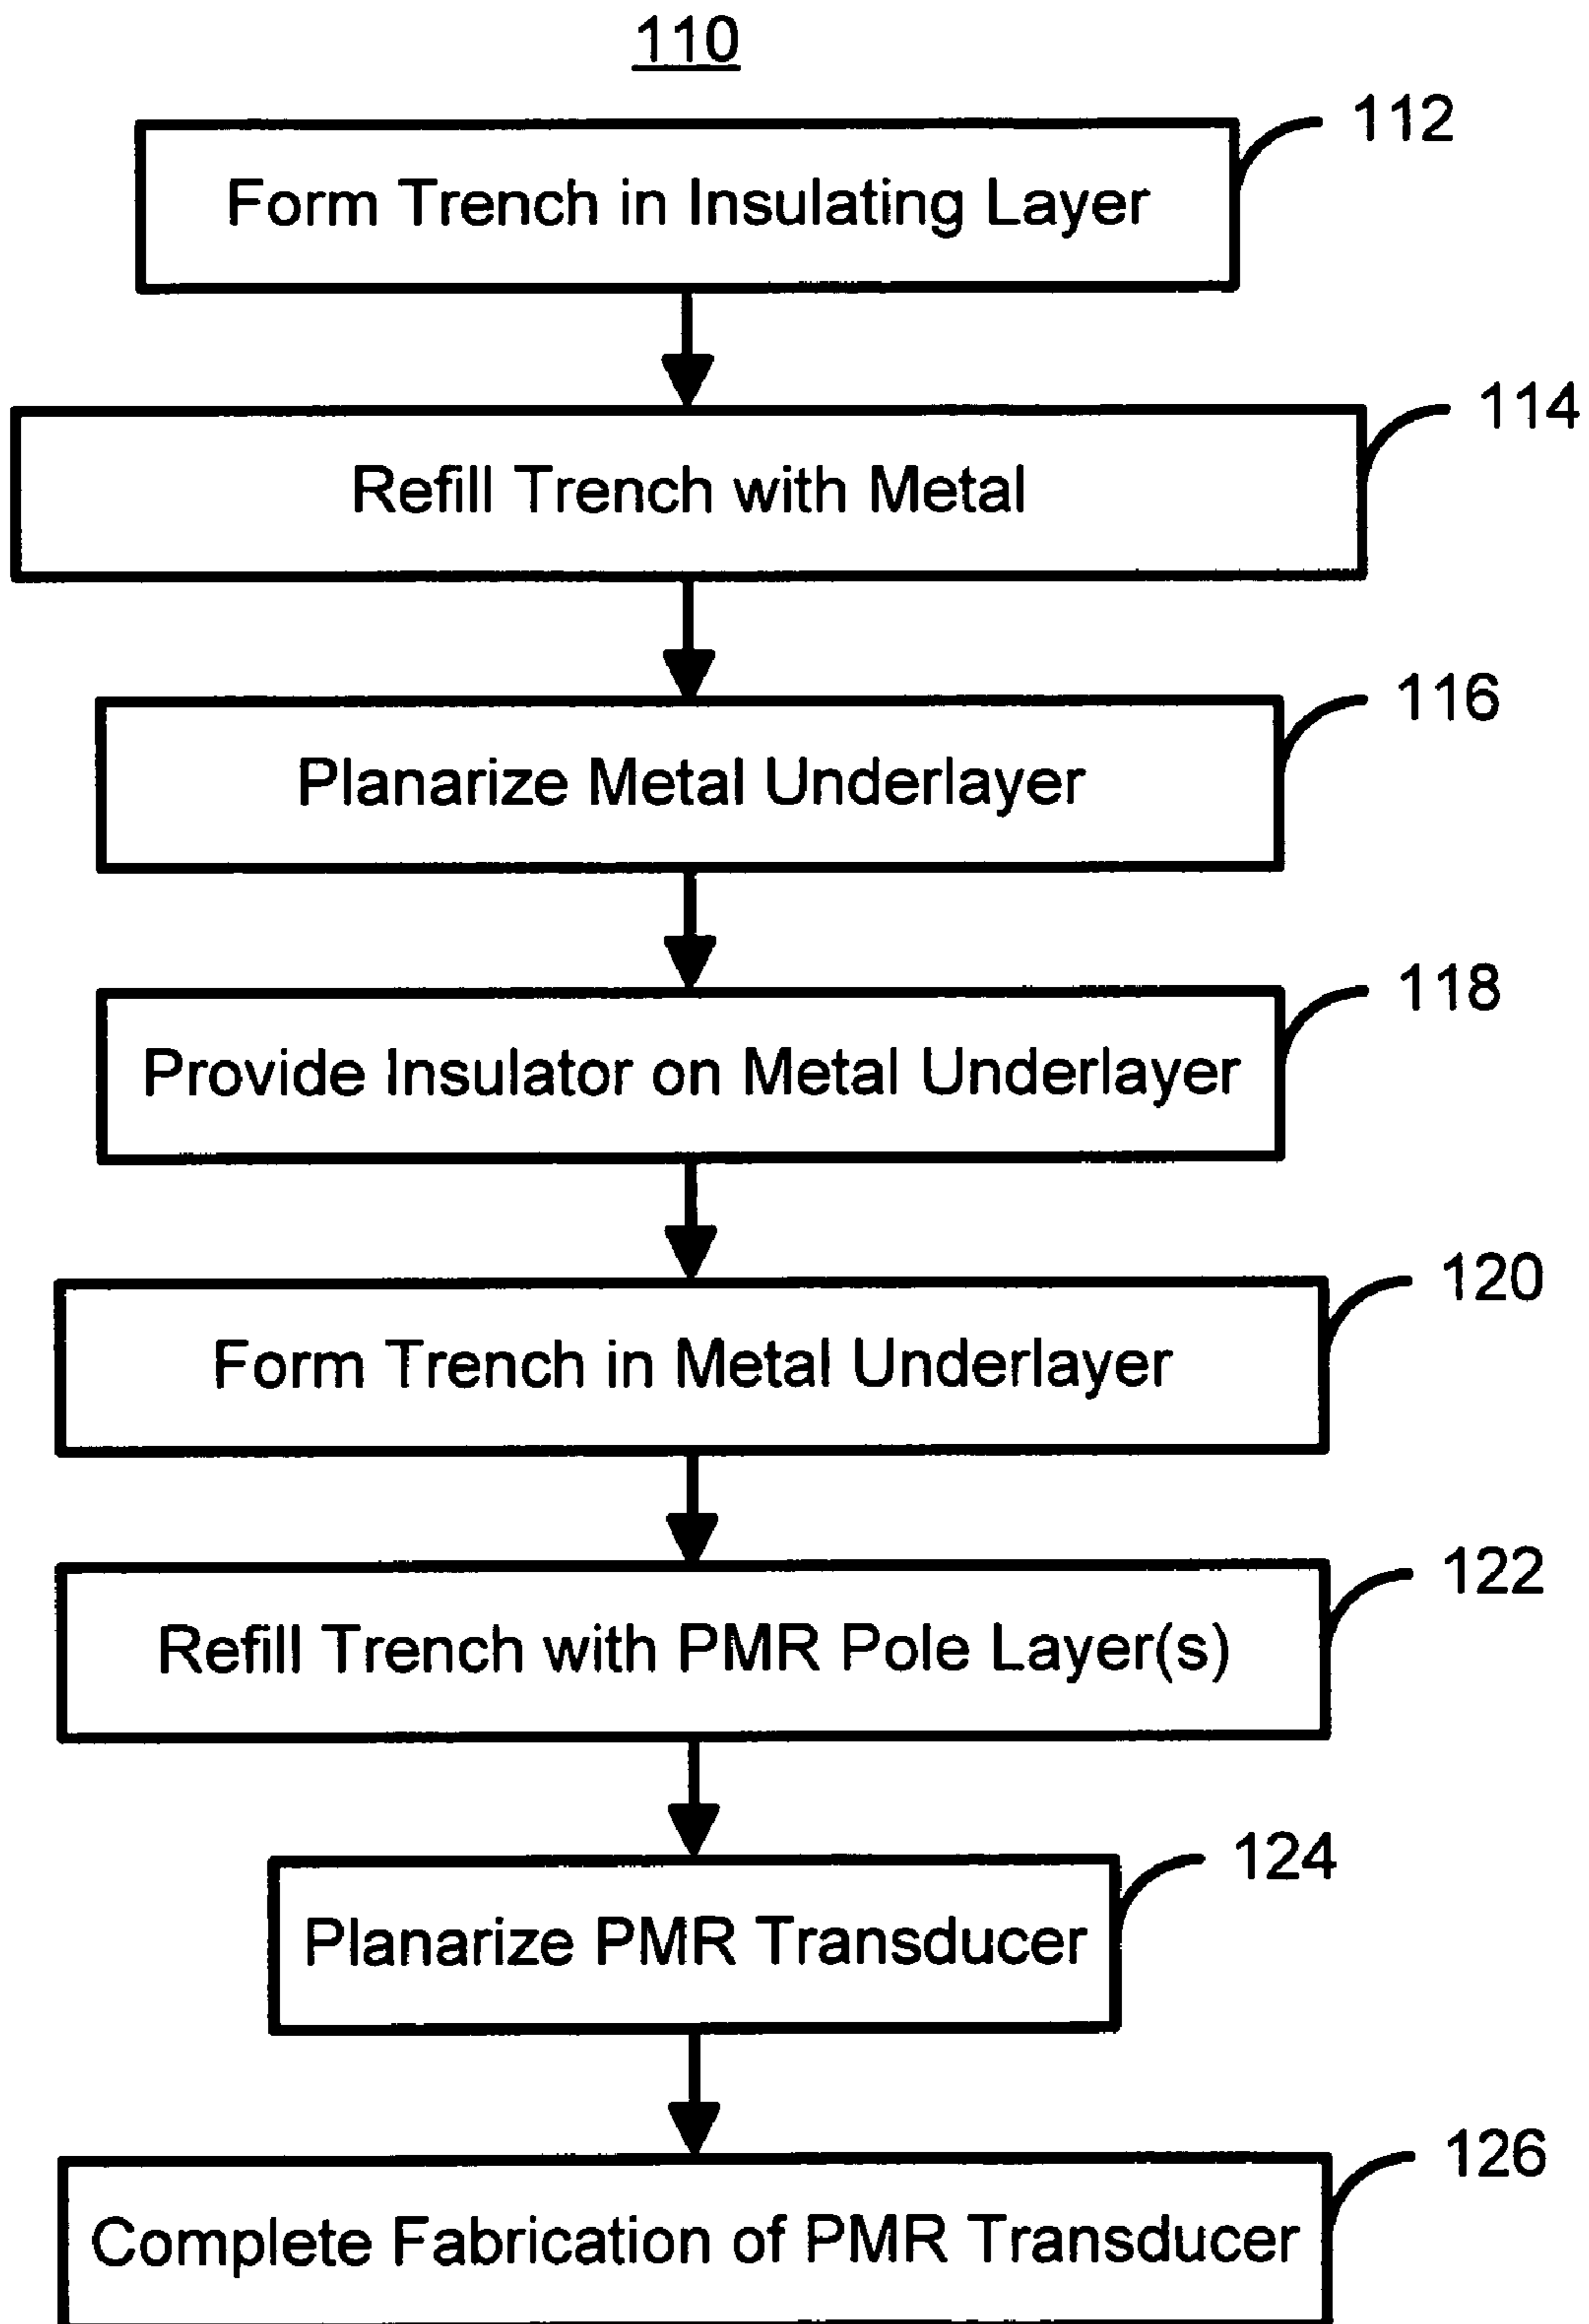 110
112
Form Trench in Insulating Layer
114
Refill Trench with Metal
116
Planarize Metal Underlayer
118
Provide Insulator on Metal Underlayer
120
Form Trench in Metal Underlayer
122
Refill Trench with PMR Pole Layer(s)
124
Planarize PMR Transducer
126
Complete Fabrication of PMR Transducer